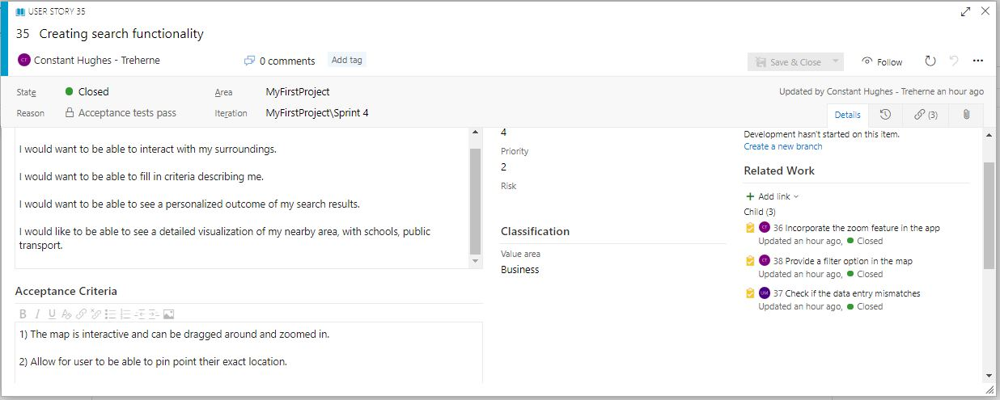 USER STORY 35
35 Creating search functionality
CT Constant Hughes - Treherne 0 comments Add tag Save & Close Follow
State Closed Area MyFirstProject Updated by Constant Hughes - Treherne an hour ago
Reason Acceptance tests pass Iteration MyFirstProject\Sprint 4 Details (3)
I would want to be able to interact with my surroundings.
I would want to be able to fill in criteria describing me.
I would want to be able to see a personalized outcome of my search results.
I would like to be able to see a detailed visualization of my nearby area, with schools, public
transport.
Acceptance Criteria
B I U A
1) The map is interactive and can be dragged around and zoomed in.
2) Allow for user to be able to pin point their exact location.
4
Priority
2
Risk
Classification
Value area
Business
Development hasn't started on this item.
Create a new branch
Related Work
+ Add link
Child (3)
CT 36 Incorporate the zoom feature in the app
Updated an hour ago, Closed
CT 38 Provide a filter option in the map
Updated an hour ago, Closed
UM 37 Check if the data entry mismatches
Updated an hour ago, Closed